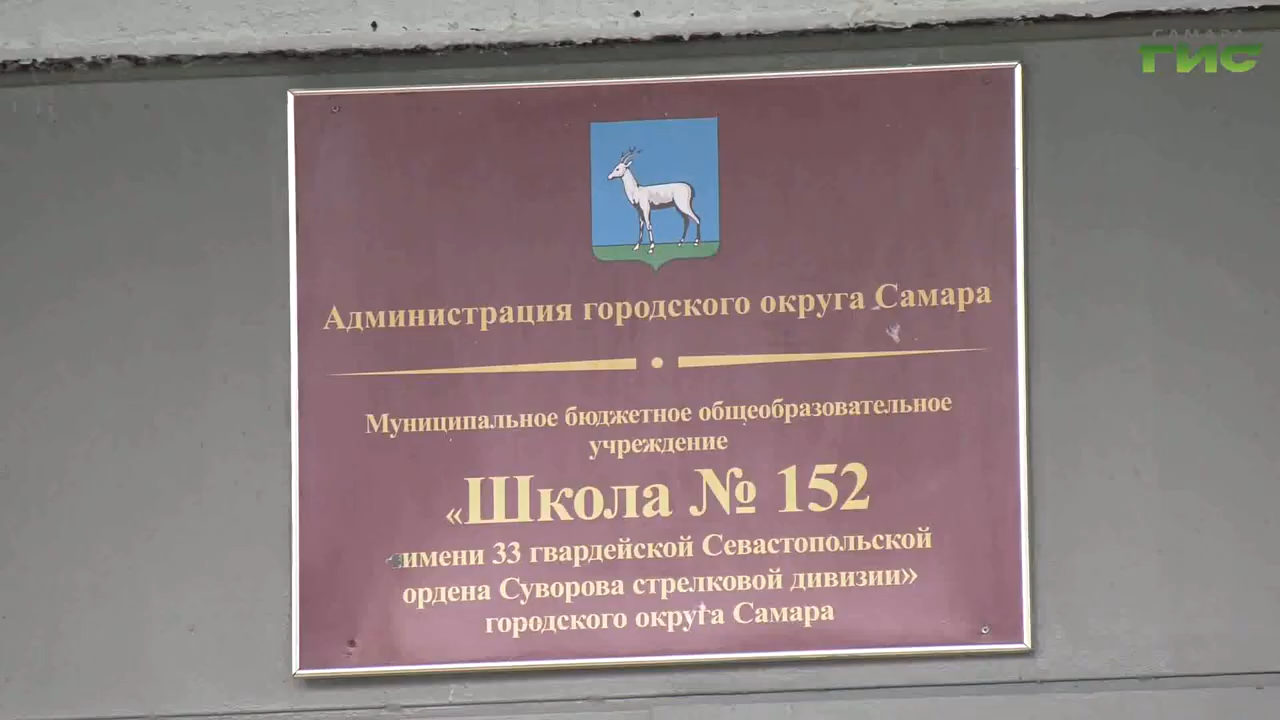 САМАРА
ГИС
Администрация городского округа Самара
Муниципальное бюджетное общеобразовательное
учреждение
«Школа № 152
имени 33 гвардейской Севастопольской
ордена Суворова стрелковой дивизии»
городского округа Самара